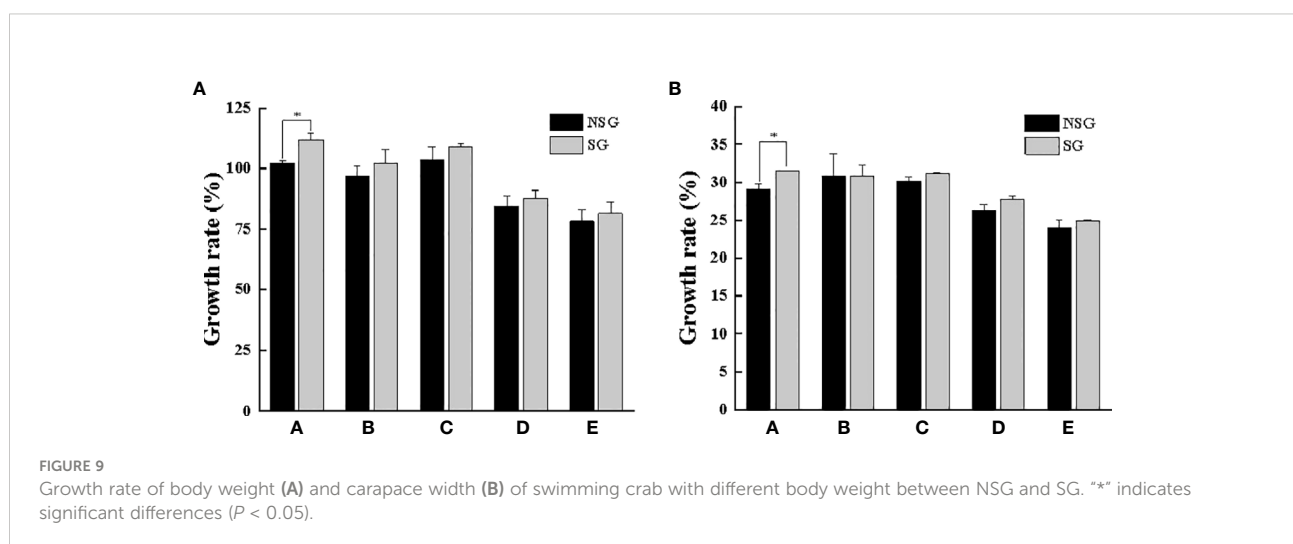 A
125
100
75
50
25
0
Growth rate (%)
*
NSG
SG
A B C D E
B
40
35
30
25
20
15
10
5
0
Growth rate (%)
*
NSG
SG
A B C D E
FIGURE 9
Growth rate of body weight (A) and carapace width (B) of swimming crab with different body weight between NSG and SG. “*” indicates
significant differences (P < 0.05).